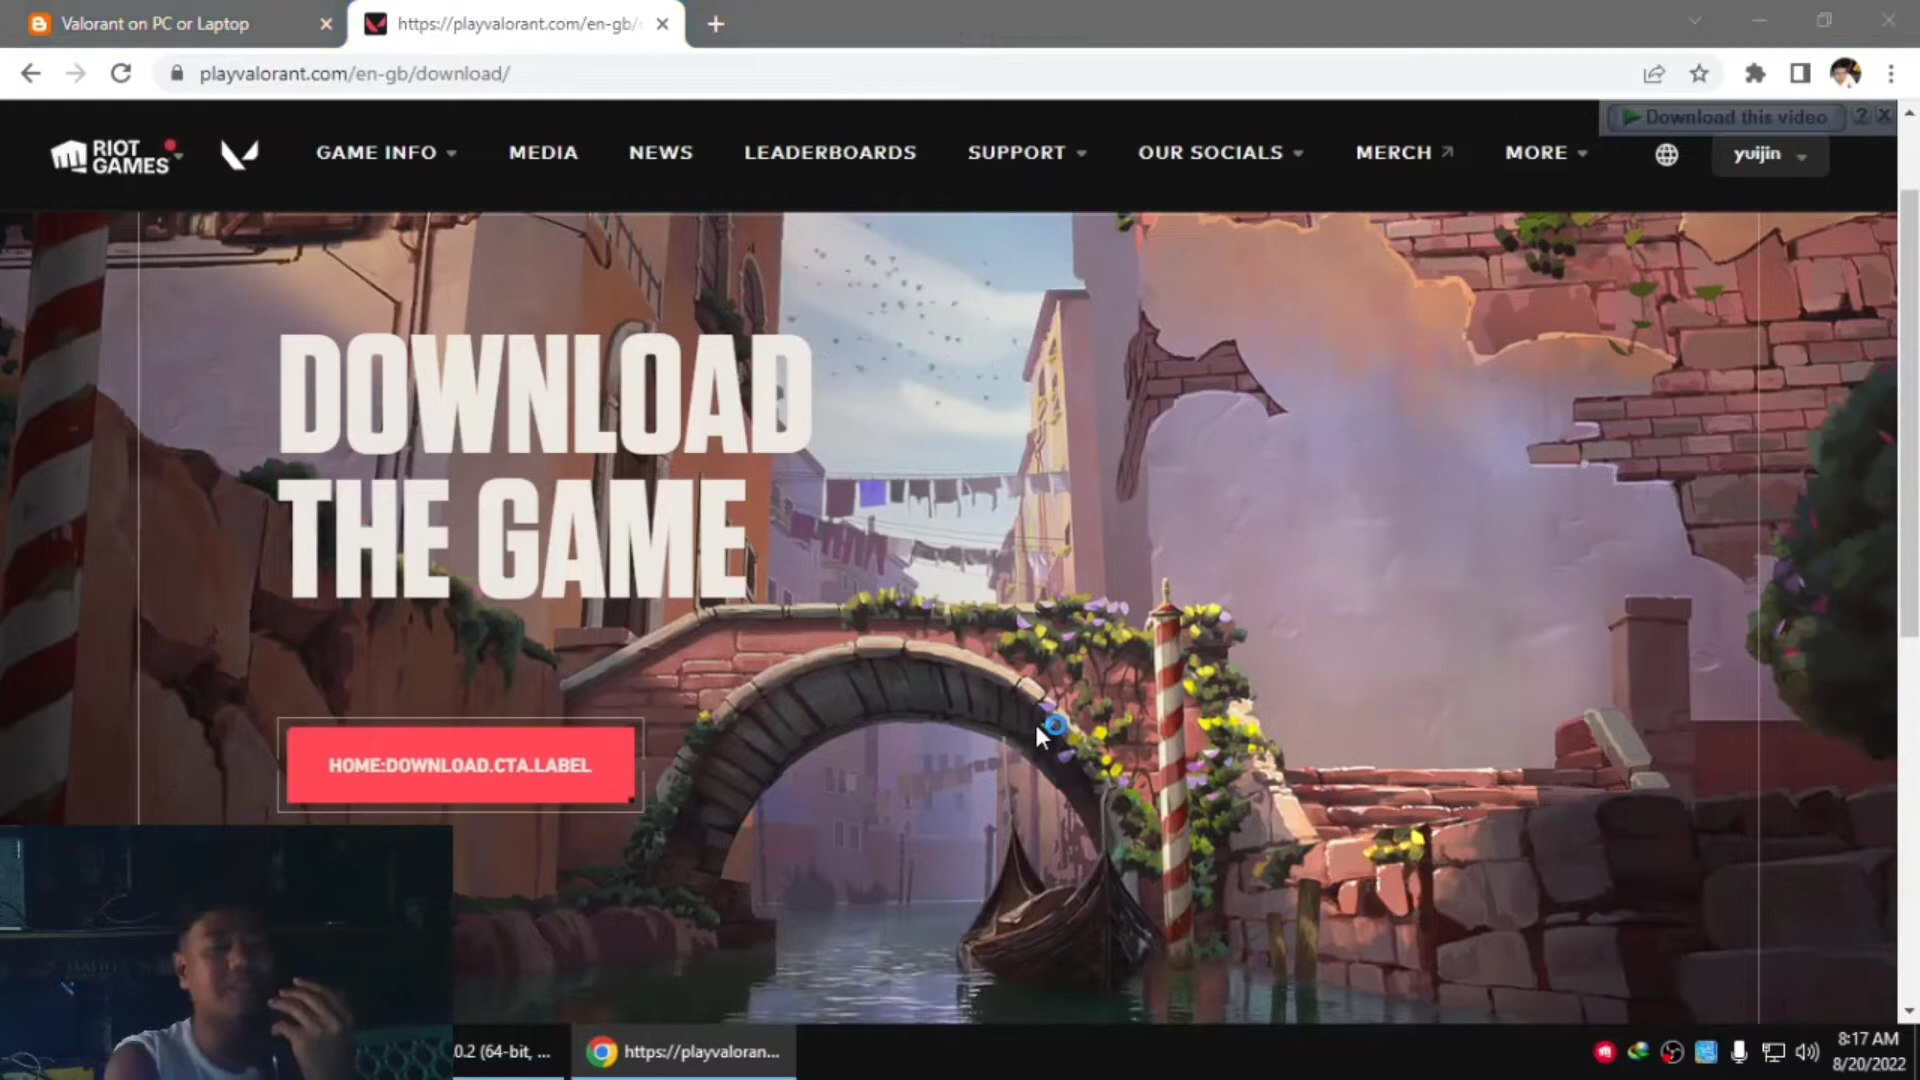 Valorant on PC or Laptop
https://playvalorant.com/en-gb/
playvalorant.com/en-gb/download/
Download this video
RIOT GAMES
GAME INFO
MEDIA
NEWS
LEADERBOARDS
SUPPORT
OUR SOCIALS
MERCH
MORE
yuijin
DOWNLOAD
THE GAME
HOME:DOWNLOAD.CTA.LABEL
0.2 (64-bit, ...
https://playvaloran...
8:17 AM
8/20/2022